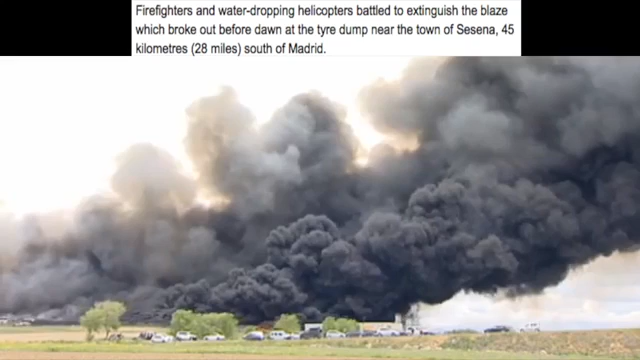 Firefighters and water-dropping helicopters battled to extinguish the blaze
which broke out before dawn at the tyre dump near the town of Sesena, 45
kilometres (28 miles) south of Madrid.